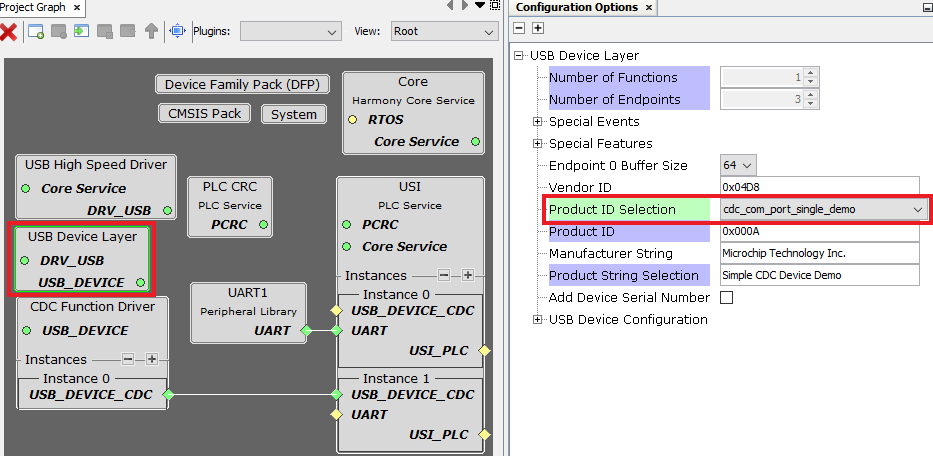 Project Graph ×
Plugins:
View: Root
Device Family Pack (DFP)
CMSIS Pack
System
Core
Harmony Core Service
RTOS
Core Service
USB High Speed Driver
Core Service
DRV_USB
PLC CRC
PLC Service
PCRC
USI
PLC Service
PCRC
Core Service
Instances
Instance 0
USB_DEVICE_CDC
UART
USI_PLC
Instance 1
USB_DEVICE_CDC
UART
USI_PLC
USB Device Layer
DRV_USB
USB_DEVICE
UART1
Peripheral Library
UART
CDC Function Driver
USB_DEVICE
Instances
Instance 0
USB_DEVICE_CDC
Configuration Options ×
USB Device Layer
Number of Functions 1
Number of Endpoints 3
Special Events
Special Features
Endpoint 0 Buffer Size 64
Vendor ID 0x04D8
Product ID Selection cdc_com_port_single_demo
Product ID 0x000A
Manufacturer String Microchip Technology Inc.
Product String Selection Simple CDC Device Demo
Add Device Serial Number
USB Device Configuration